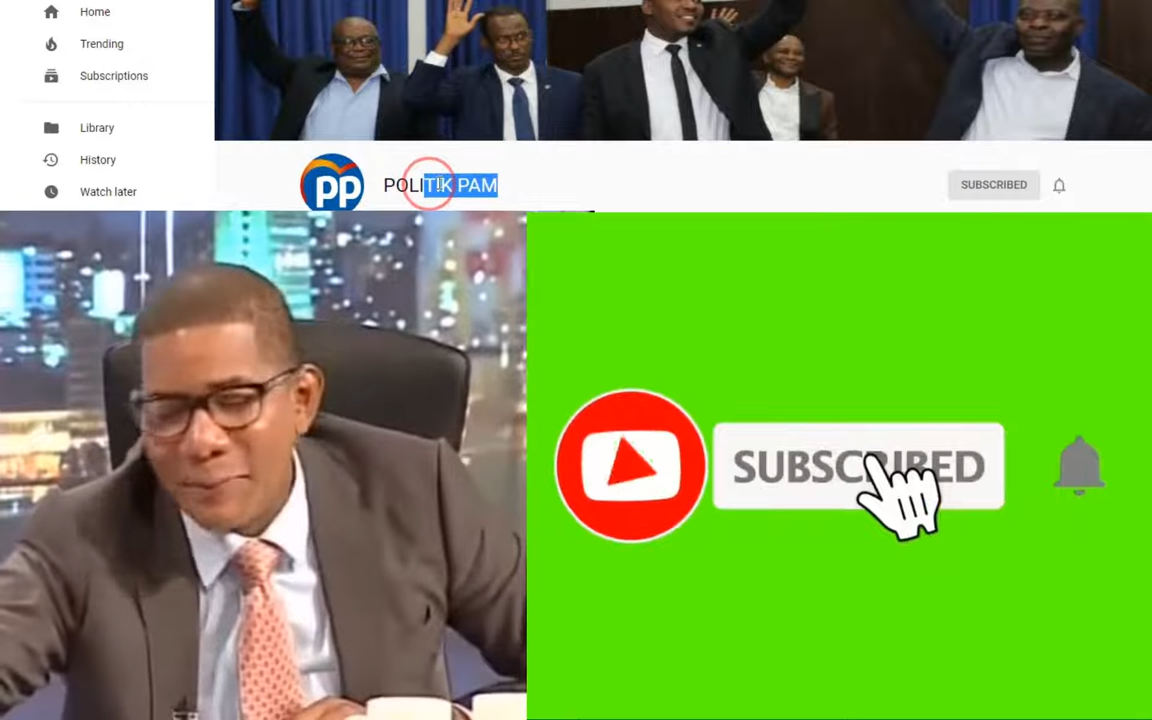 Home
Trending
Subscriptions
Library
History
Watch later
pp
POLITIK PAM
SUBSCRIBED
SUBSCRIBED